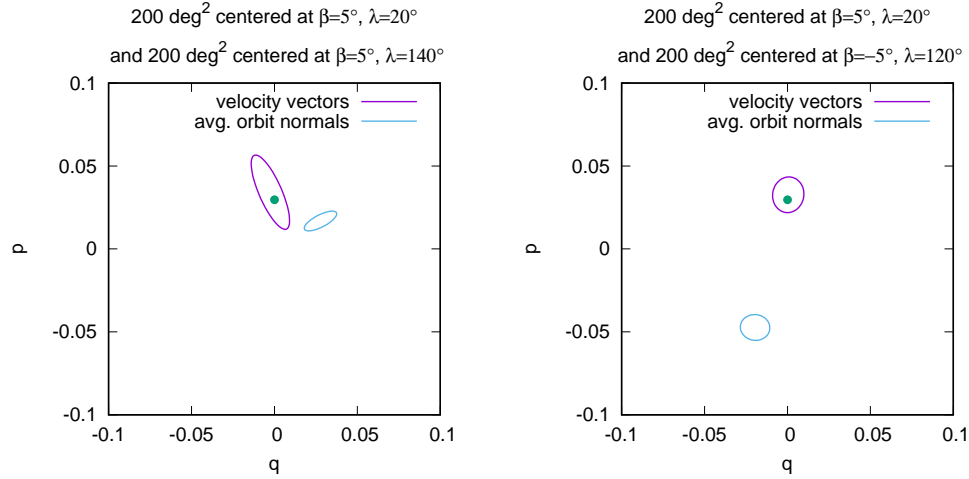 200 deg² centered at β=5°, λ=20°
and 200 deg² centered at β=5°, λ=140°
0.1
velocity vectors
avg. orbit normals
0.05
p
0
-0.05
-0.1
-0.1 -0.05 0 0.05 0.1
q
200 deg² centered at β=5°, λ=20°
and 200 deg² centered at β=−5°, λ=120°
0.1
velocity vectors
avg. orbit normals
0.05
p
0
-0.05
-0.1
-0.1 -0.05 0 0.05 0.1
q